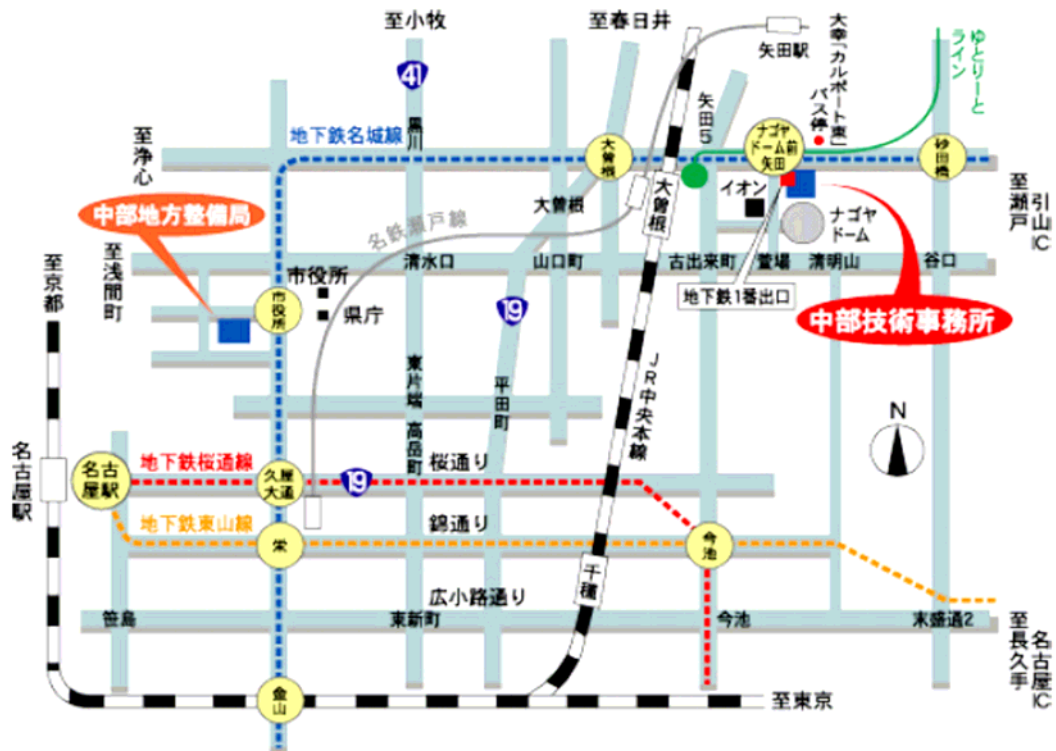 至小牧
至春日井
矢田駅
大幸「カルポート東」
バス停
ゆとりーと
ライン
41
黒川
矢田5
地下鉄名城線
至浄心
大曽根
ナゴヤ
ドーム前
矢田
砂田橋
中部地方整備局
名鉄瀬戸線
大曽根
大曽根
イオン
ナゴヤ
ドーム
至瀬戸
引山IC
至京都
至浅間町
市役所
市役所
県庁
清水口
山口町
古出来町
萱場
清明山
谷口
地下鉄1番出口
中部技術事務所
19
東片端
平田町
JR中央本線
N
高岳町
名古屋駅
名古
屋駅
地下鉄桜通線
久屋
大通
19
桜通り
地下鉄東山線
栄
錦通り
今池
千種
広小路通り
笹島
東新町
今池
末盛通2
至長久手
名古屋IC
金山
至東京